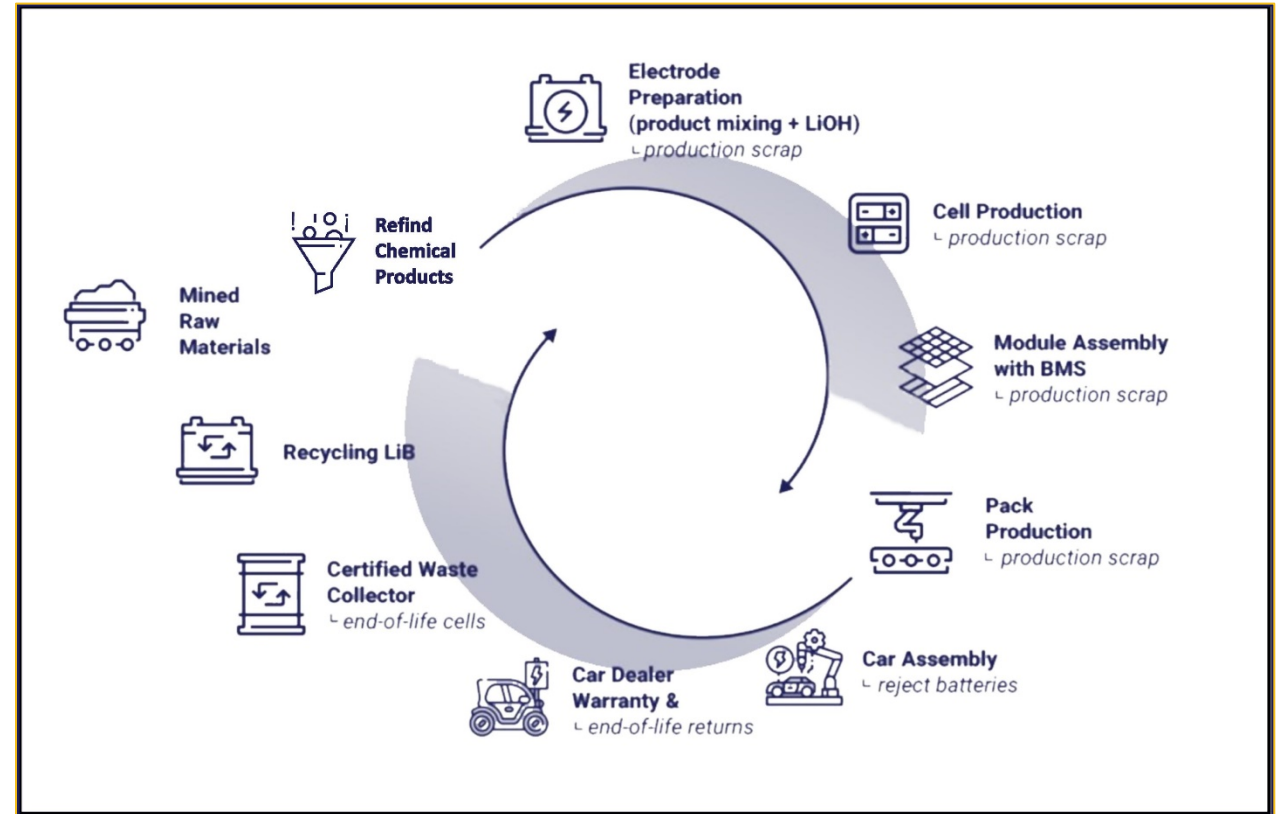 Electrode
Preparation
(product mixing + LiOH)
└ production scrap
Cell Production
└ production scrap
Module Assembly
with BMS
└ production scrap
Pack
Production
└ production scrap
Car Assembly
└ reject batteries
Car Dealer
Warranty &
└ end-of-life returns
Certified Waste
Collector
└ end-of-life cells
Recycling LiB
Mined
Raw
Materials
Refind
Chemical
Products